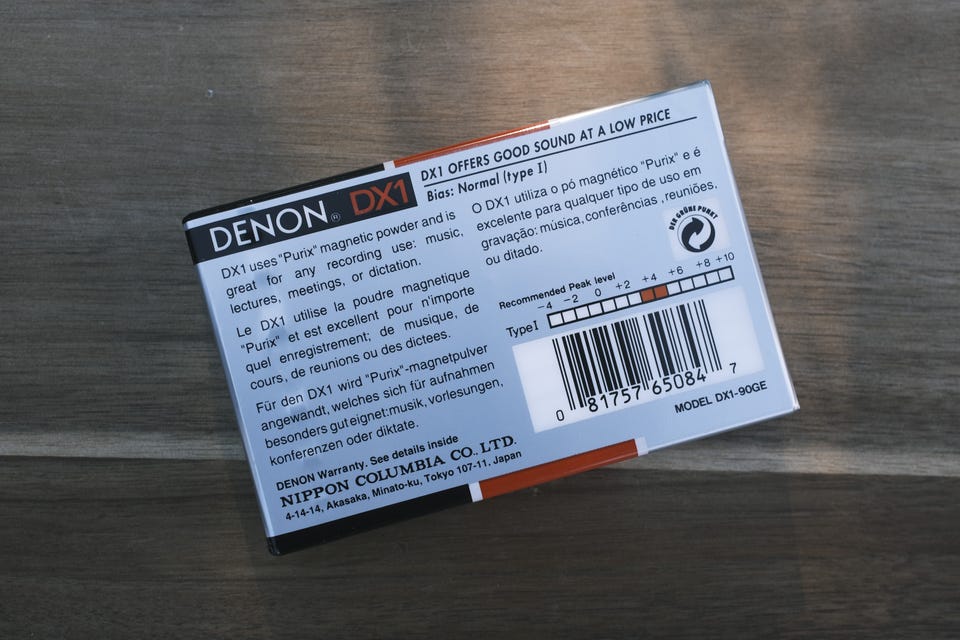 DENON® DX1
DX1 OFFERS GOOD SOUND AT A LOW PRICE
Bias: Normal (type I)
DX1 uses "Purix" magnetic powder and is
great for any recording use: music,
lectures, meetings, or dictation.
Le DX1 utilise la poudre magnetique
"Purix" et est excellent pour n'importe
quel enregistrement; de musique, de
cours, de reunions ou des dictees.
Für den DX1 wird "Purix"-magnetpulver
angewandt, welches sich für aufnahmen
besonders gut eignet:musik, vorlesungen,
konferenzen oder diktate.
DENON Warranty. See details inside
NIPPON COLUMBIA CO., LTD.
4-14-14, Akasaka, Minato-ku, Tokyo 107-11, Japan
O DX1 utiliza o pó magnético "Purix" e é
excelente para qualquer tipo de uso em
gravação: música, conferências , reuniões,
ou ditado.
DER GRÜNE PUNKT
Recommended Peak level
−4 −2 0 +2 +4 +6 +8 +10
Type I
0 81757 65084 7
MODEL DX1-90GE